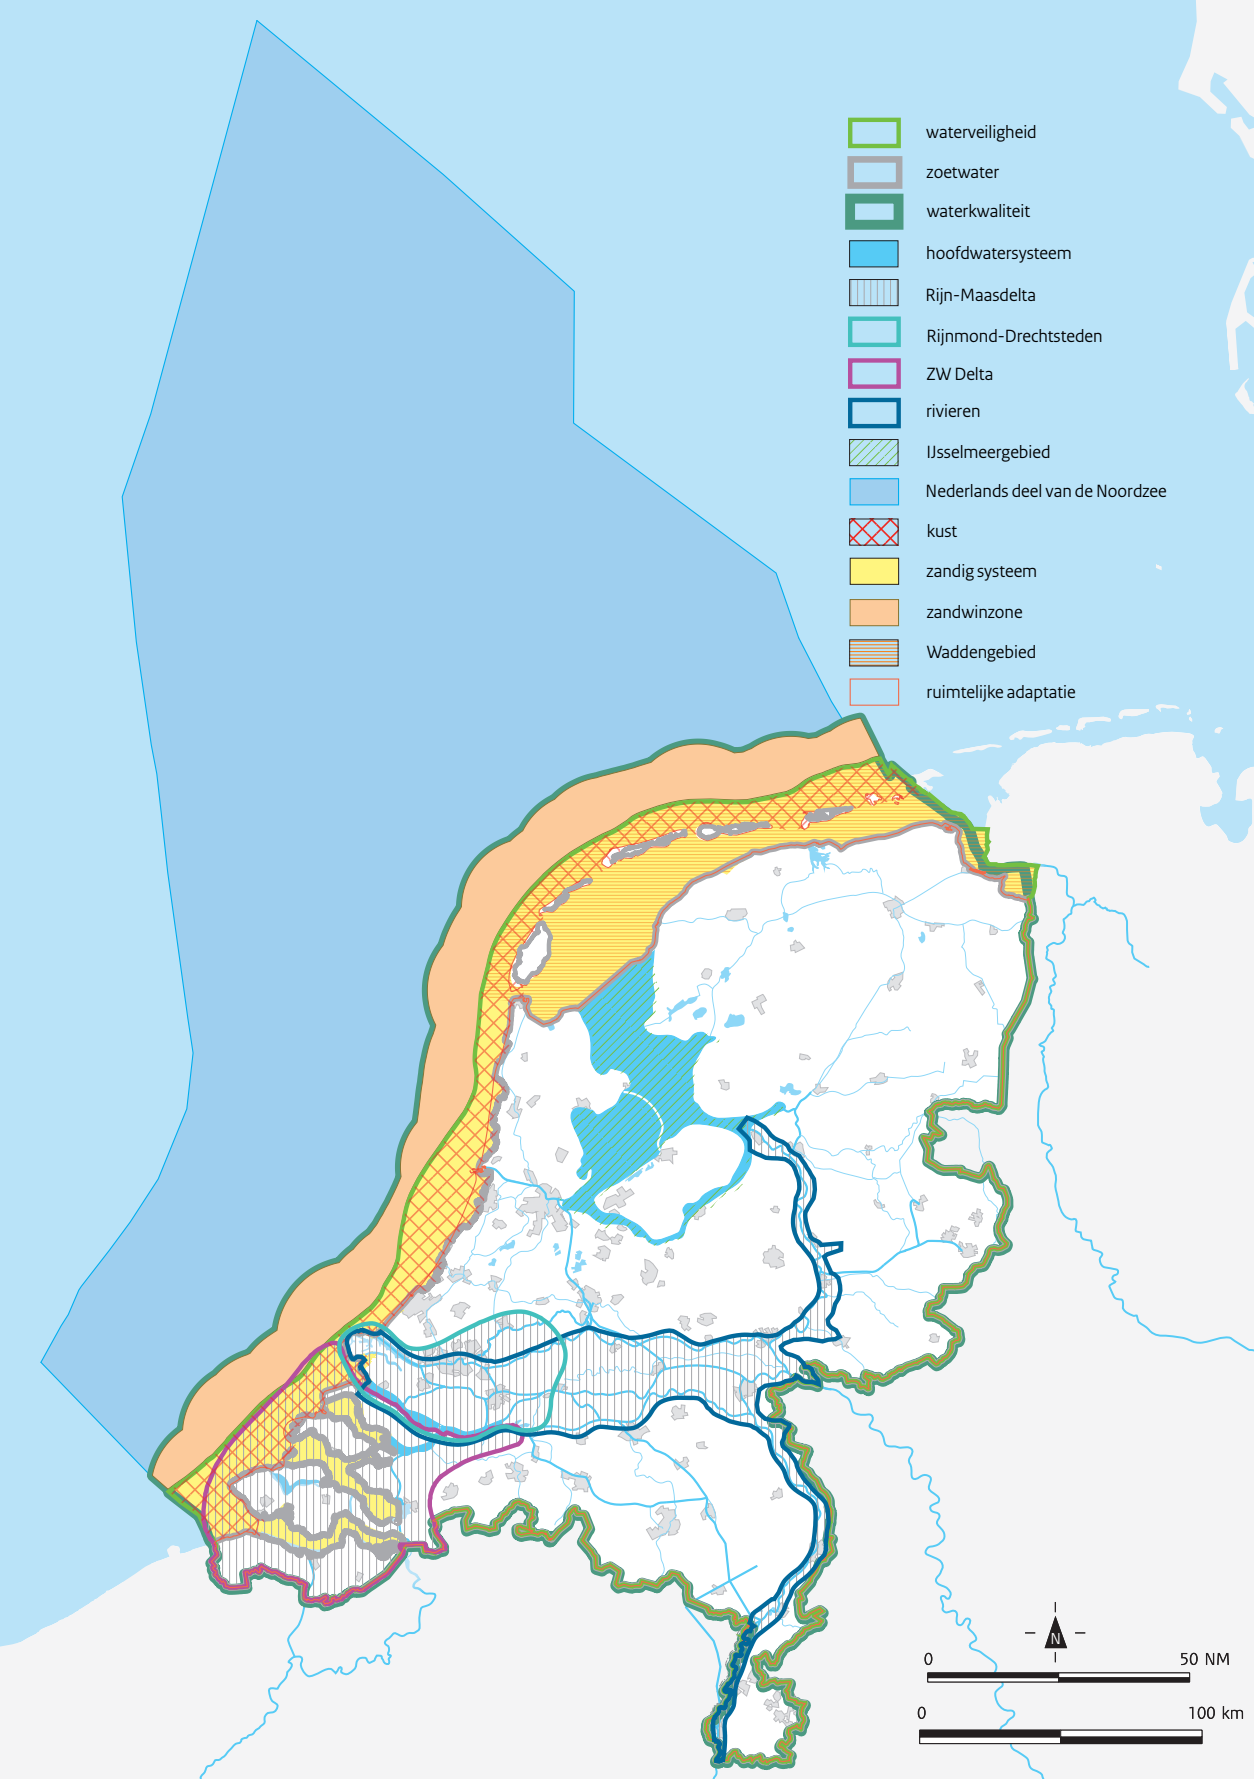 waterveiligheid
zoetwater
waterkwaliteit
hoofdwatersysteem
Rijn-Maasdelta
Rijnmond-Drechtsteden
ZW Delta
rivieren
IJsselmeergebied
Nederlands deel van de Noordzee
kust
zandig systeem
zandwinzone
Waddengebied
ruimtelijke adaptatie
N
0 50 NM
0 100 km